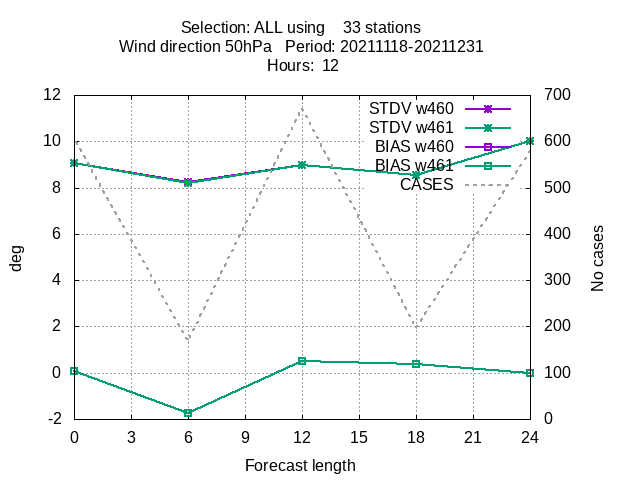 Selection: ALL using    33 stations
Wind direction 50hPa   Period: 20211118-20211231
Hours:  12
STDV w460
STDV w461
BIAS w460
BIAS w461
CASES
12
10
8
6
4
2
0
-2
deg
700
600
500
400
300
200
100
0
No cases
0 3 6 9 12 15 18 21 24
Forecast length